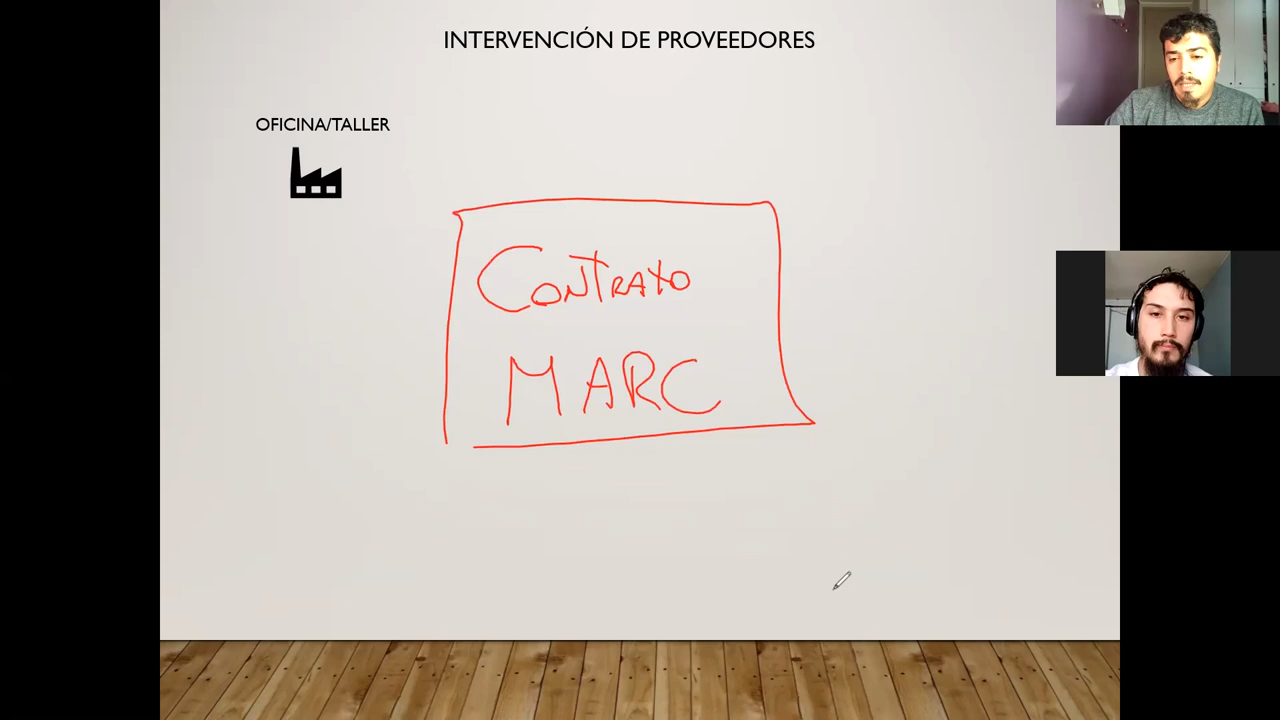 INTERVENCIÓN DE PROVEEDORES
OFICINA/TALLER
CONTRATO
MARC